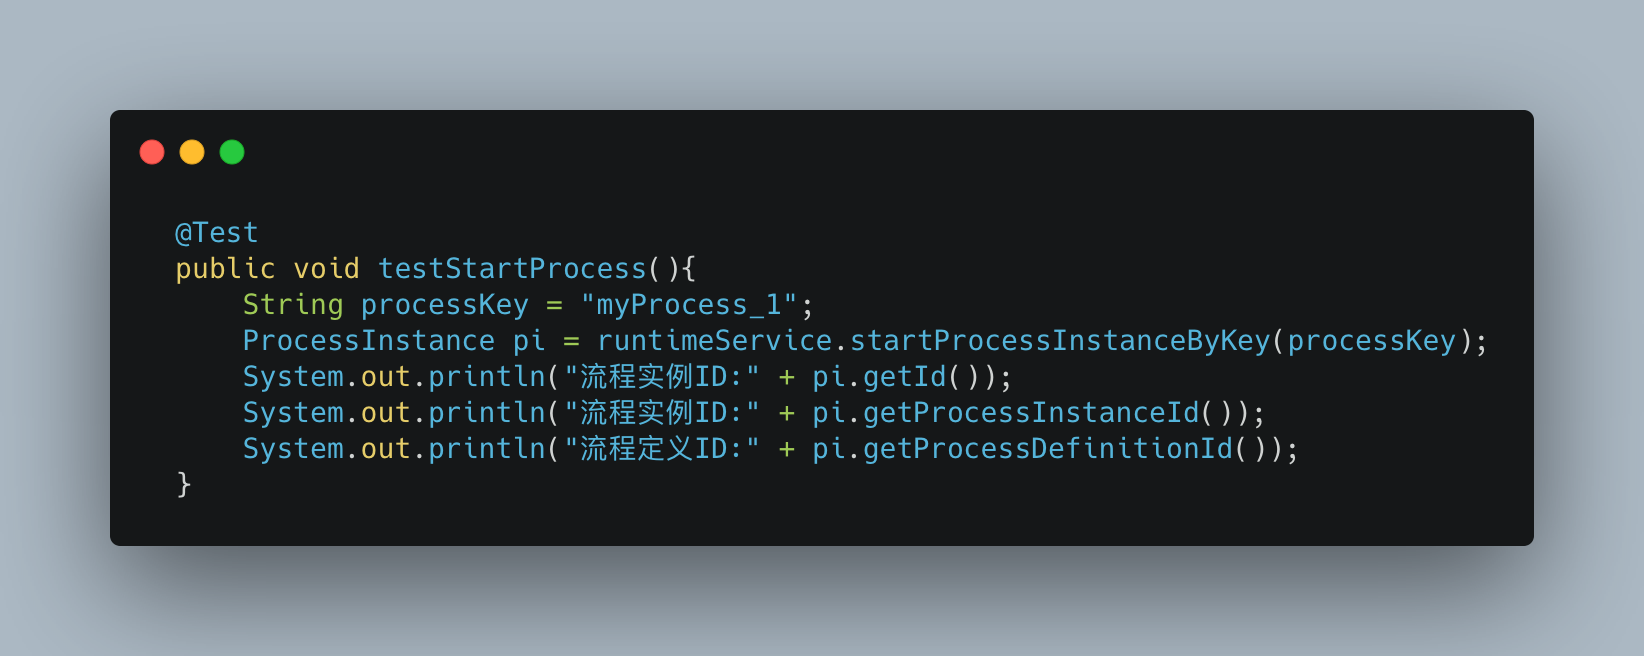 @Test
public void testStartProcess(){
    String processKey = "myProcess_1";
    ProcessInstance pi = runtimeService.startProcessInstanceByKey(processKey);
    System.out.println("流程实例ID:" + pi.getId());
    System.out.println("流程实例ID:" + pi.getProcessInstanceId());
    System.out.println("流程定义ID:" + pi.getProcessDefinitionId());
}